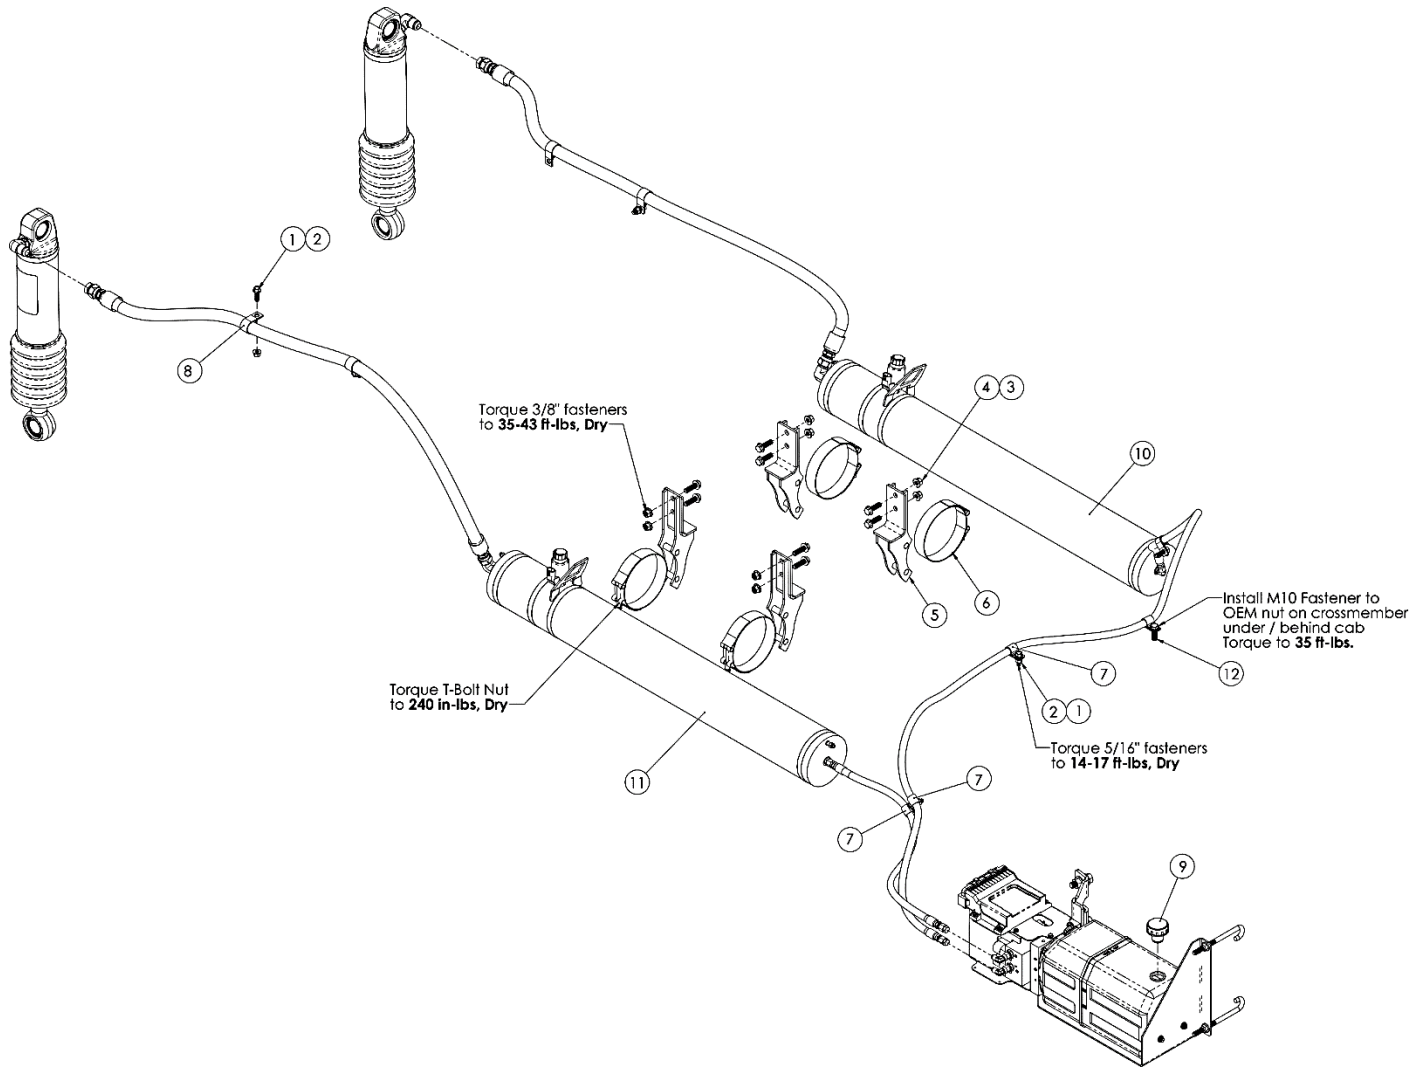 1 2
8
Torque 3/8" fasteners
to 35-43 ft-lbs, Dry
4 3
10
5
6
Install M10 Fastener to
OEM nut on crossmember
under / behind cab
Torque to 35 ft-lbs.
12
7
2 1
Torque 5/16" fasteners
to 14-17 ft-lbs, Dry
Torque T-Bolt Nut
to 240 in-lbs, Dry
11
7
7
9